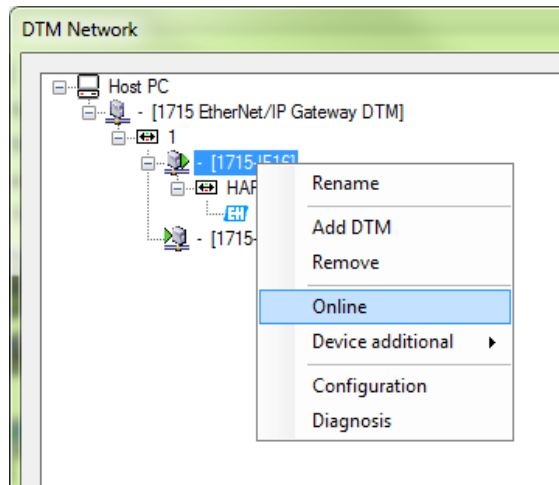 DTM Network
Host PC
- [1715 EtherNet/IP Gateway DTM]
1
- [1715-IF16]
HAR
EH
- [1715-
Rename
Add DTM
Remove
Online
Device additional
Configuration
Diagnosis